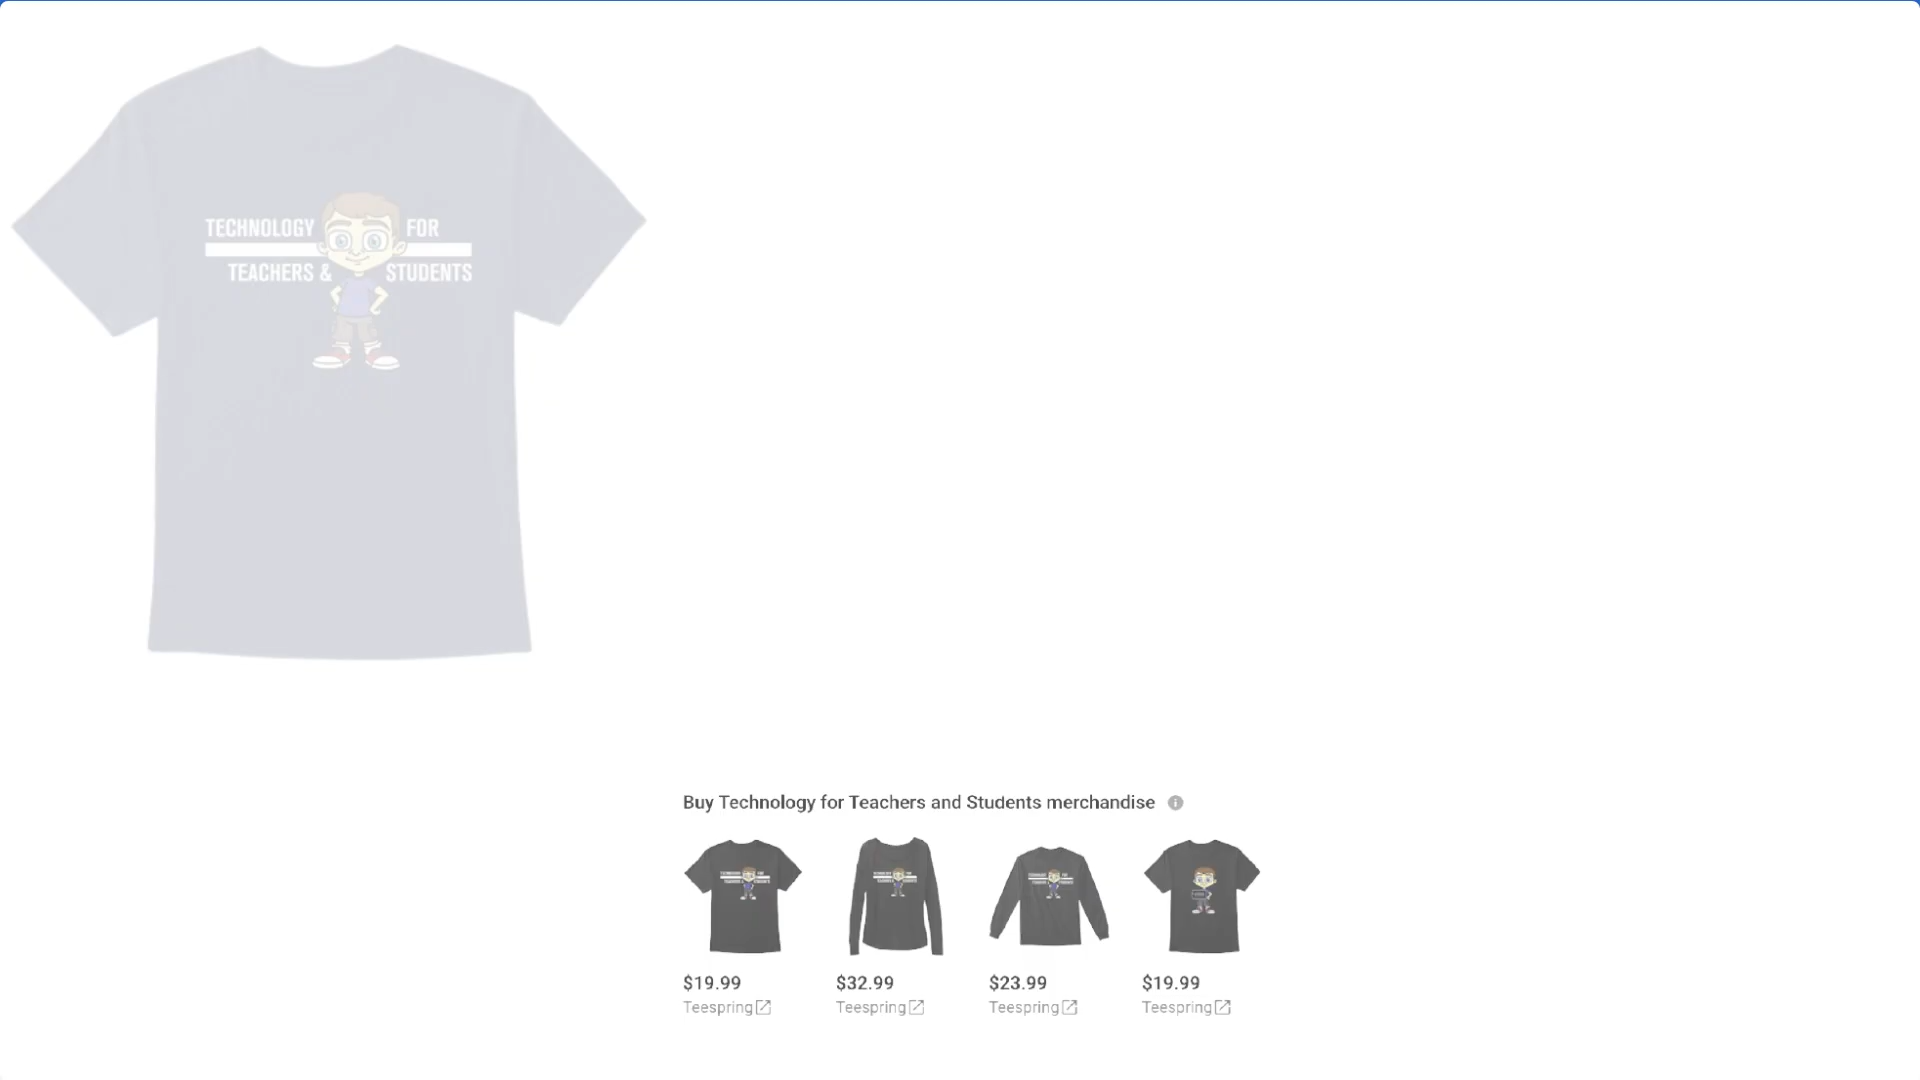 TECHNOLOGY FOR
TEACHERS & STUDENTS
Buy Technology for Teachers and Students merchandise
$19.99
Teespring
$32.99
Teespring
$23.99
Teespring
$19.99
Teespring